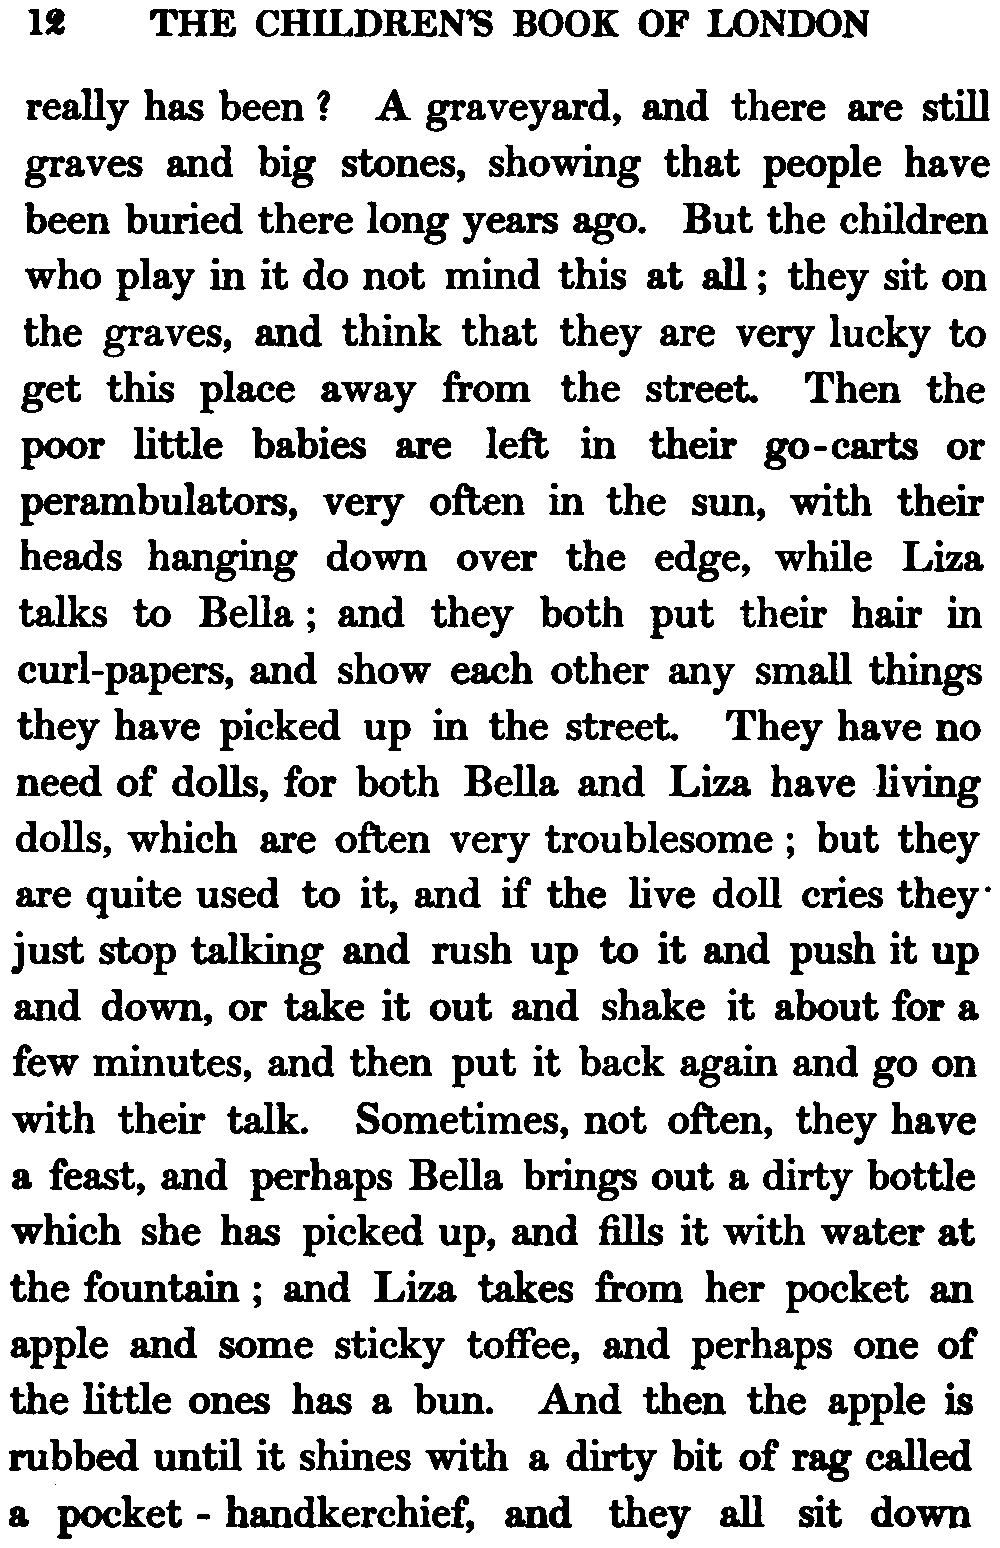 12 THE CHILDREN'S BOOK OF LONDON
really has been? A graveyard, and there are still
graves and big stones, showing that people have
been buried there long years ago. But the children
who play in it do not mind this at all; they sit on
the graves, and think that they are very lucky to
get this place away from the street. Then the
poor little babies are left in their go-carts or
perambulators, very often in the sun, with their
heads hanging down over the edge, while Liza
talks to Bella; and they both put their hair in
curl-papers, and show each other any small things
they have picked up in the street. They have no
need of dolls, for both Bella and Liza have living
dolls, which are often very troublesome; but they
are quite used to it, and if the live doll cries they
just stop talking and rush up to it and push it up
and down, or take it out and shake it about for a
few minutes, and then put it back again and go on
with their talk. Sometimes, not often, they have
a feast, and perhaps Bella brings out a dirty bottle
which she has picked up, and fills it with water at
the fountain; and Liza takes from her pocket an
apple and some sticky toffee, and perhaps one of
the little ones has a bun. And then the apple is
rubbed until it shines with a dirty bit of rag called
a pocket-handkerchief, and they all sit down